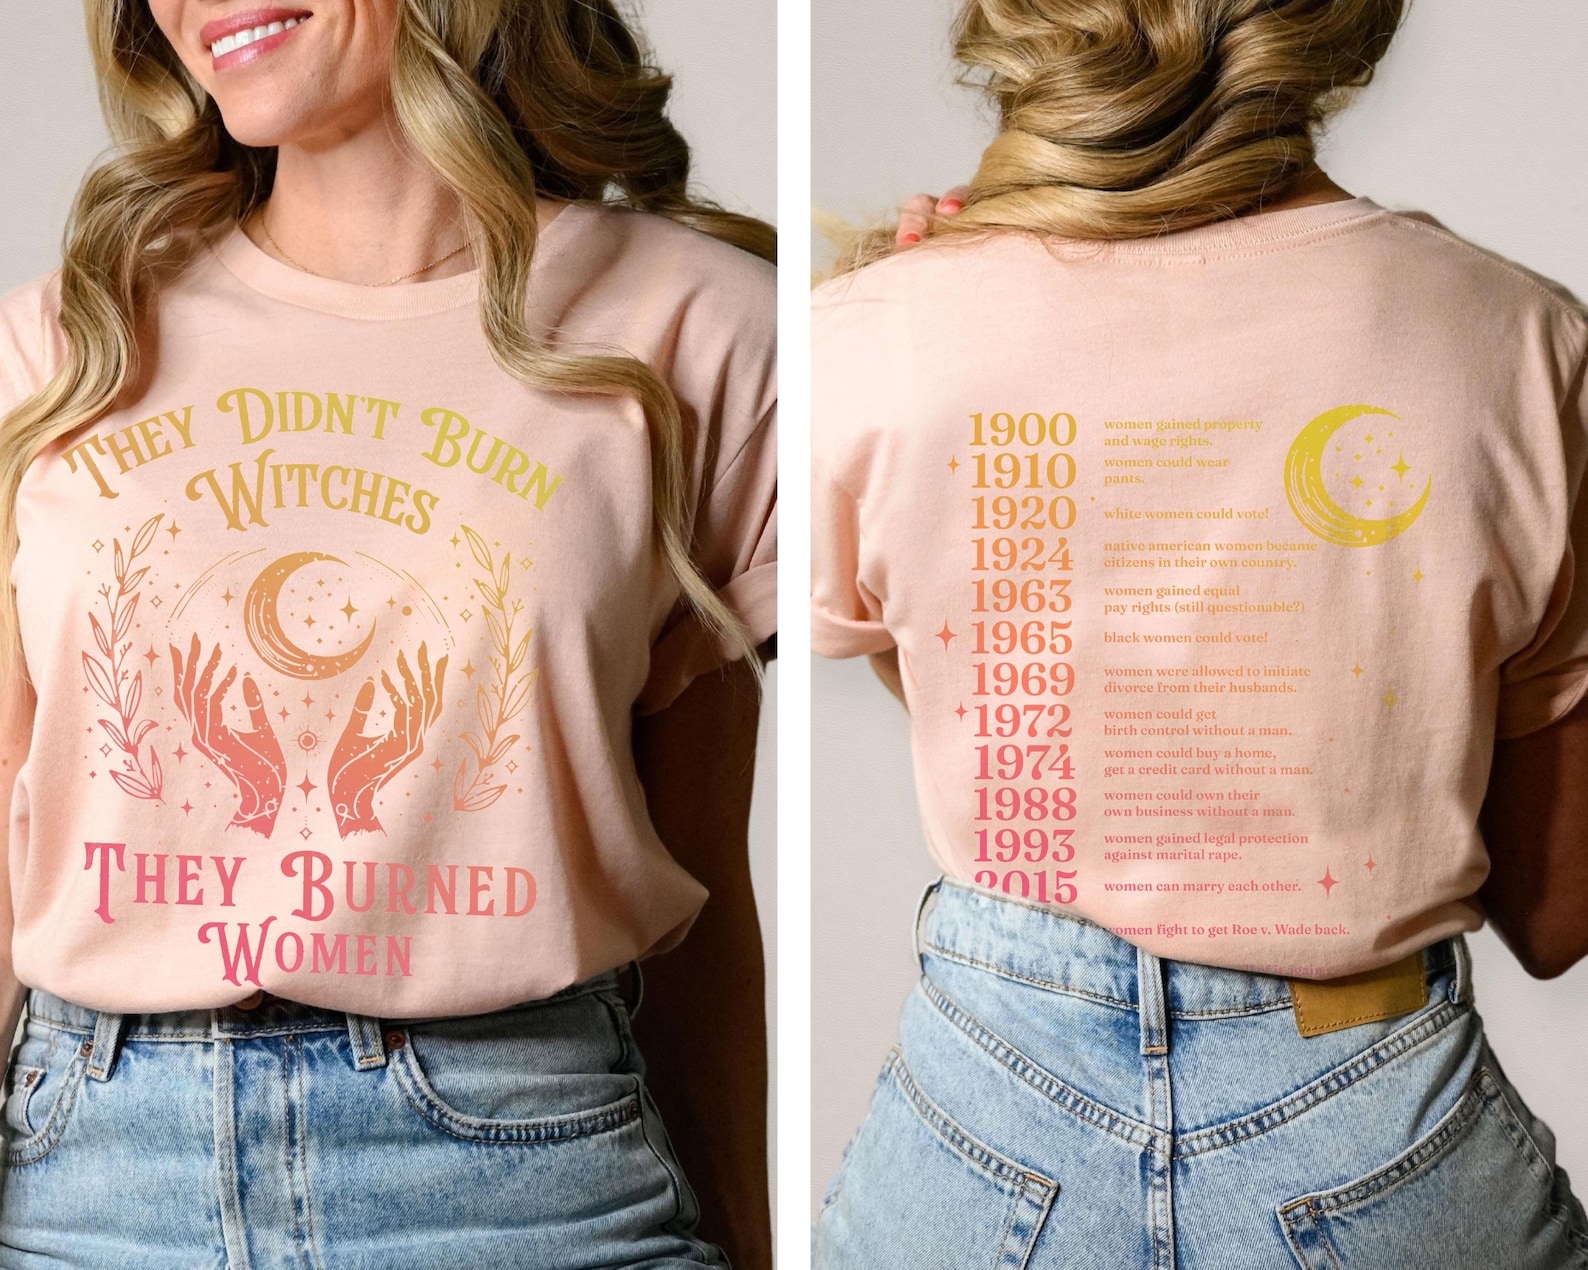 They Didn't Burn
Witches
They Burned
Women
1900 women gained property
and wage rights.
1910 women could wear
pants.
1920 white women could vote!
1924 native american women became
citizens in their own country.
1963 women gained equal
pay rights (still questionable?)
1965 black women could vote!
1969 women were allowed to initiate
divorce from their husbands.
1972 women could get
birth control without a man.
1974 women could buy a home,
get a credit card without a man.
1988 women could own their
own business without a man.
1993 women gained legal protection
against marital rape.
2015 women can marry each other.
women fight to get Roe v. Wade back.